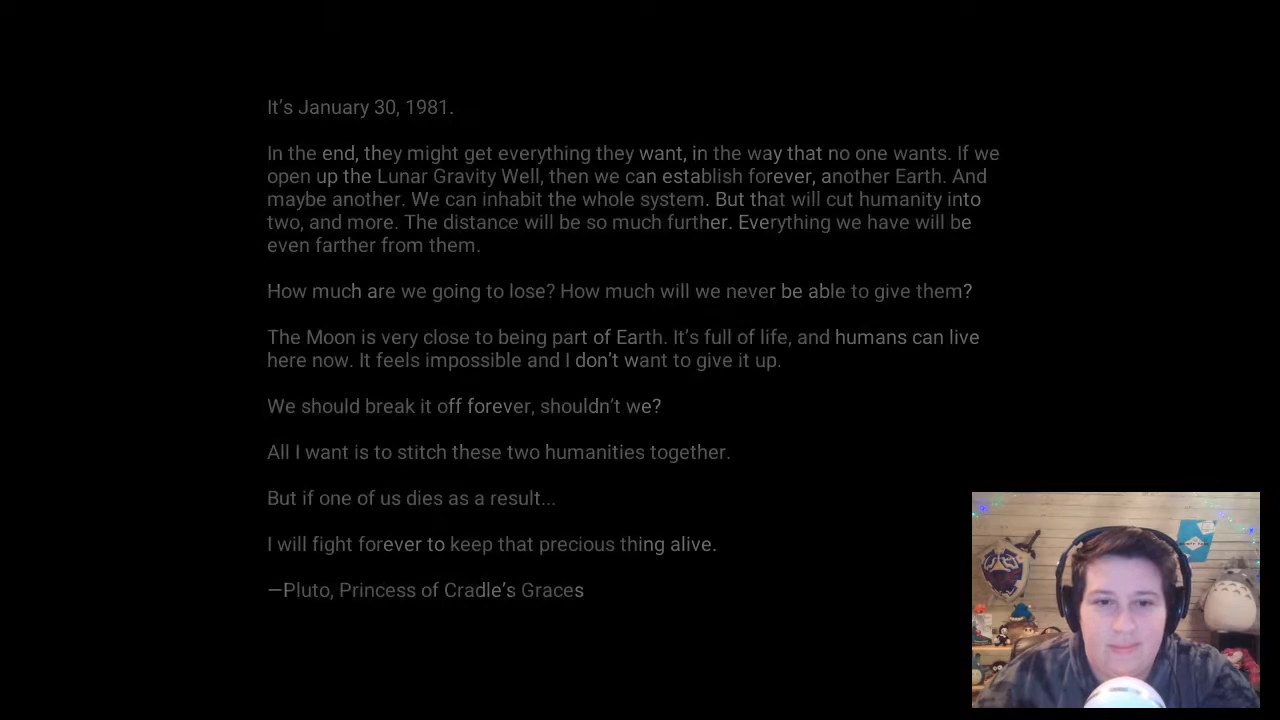 It’s January 30, 1981.
In the end, they might get everything they want, in the way that no one wants. If we
open up the Lunar Gravity Well, then we can establish forever, another Earth. And
maybe another. We can inhabit the whole system. But that will cut humanity into
two, and more. The distance will be so much further. Everything we have will be
even farther from them.
How much are we going to lose? How much will we never be able to give them?
The Moon is very close to being part of Earth. It’s full of life, and humans can live
here now. It feels impossible and I don’t want to give it up.
We should break it off forever, shouldn’t we?
All I want is to stitch these two humanities together.
But if one of us dies as a result...
I will fight forever to keep that precious thing alive.
—Pluto, Princess of Cradle’s Graces